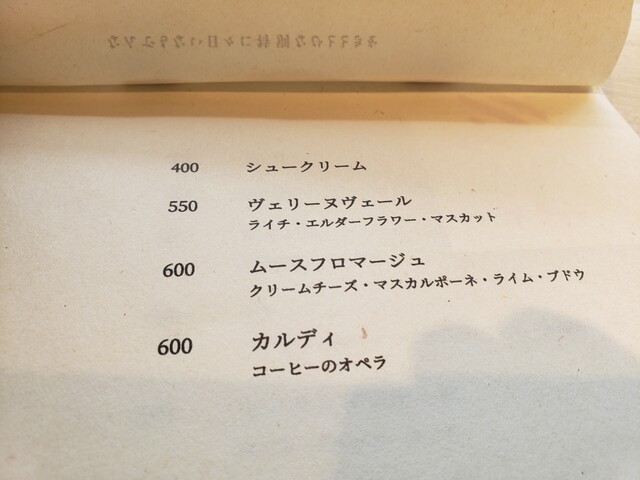 400 シュークリーム
550 ヴェリーヌヴェール
ライチ・エルダーフラワー・マスカット
600 ムースフロマージュ
クリームチーズ・マスカルポーネ・ライム・ブドウ
600 カルディ
コーヒーのオペラ